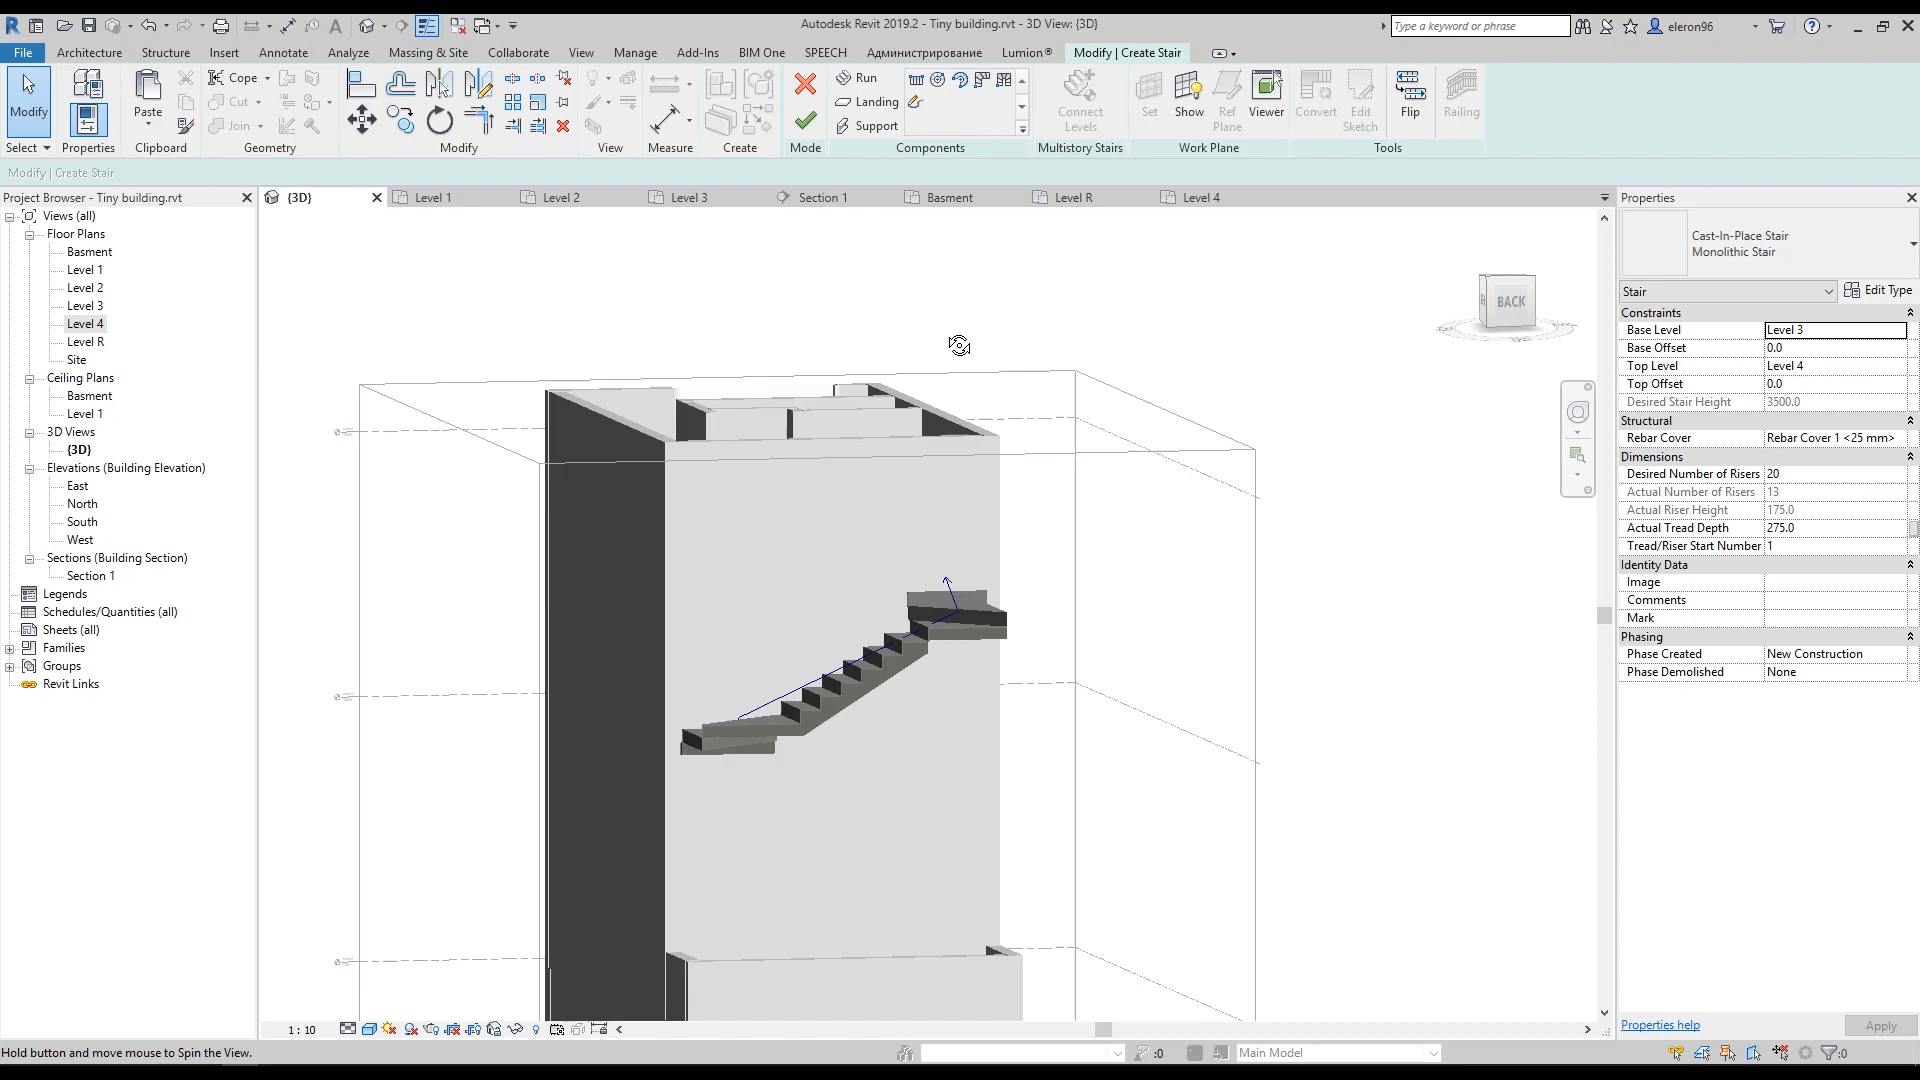 Autodesk Revit 2019.2 - Tiny building.rvt - 3D View: {3D}
Type a keyword or phrase
eleron96
File
Architecture
Structure
Insert
Annotate
Analyze
Massing & Site
Collaborate
View
Manage
Add-Ins
BIM One
SPEECH
Администрирование
Lumion®
Modify | Create Stair
Modify
Select
Properties
Paste
Clipboard
Cope
Cut
Join
Geometry
Modify
View
Measure
Create
Mode
Run
Landing
Support
Components
Connect
Levels
Multistory Stairs
Set
Show
Ref
Plane
Viewer
Work Plane
Convert
Edit
Sketch
Flip
Railing
Tools
Modify | Create Stair
Project Browser - Tiny building.rvt
Views (all)
Floor Plans
Basment
Level 1
Level 2
Level 3
Level 4
Level R
Site
Ceiling Plans
Basment
Level 1
3D Views
{3D}
Elevations (Building Elevation)
East
North
South
West
Sections (Building Section)
Section 1
Legends
Schedules/Quantities (all)
Sheets (all)
Families
Groups
Revit Links
{3D}
Level 1
Level 2
Level 3
Section 1
Basment
Level R
Level 4
BACK
Properties
Cast-In-Place Stair
Monolithic Stair
Stair
Edit Type
Constraints
Base Level Level 3
Base Offset 0.0
Top Level Level 4
Top Offset 0.0
Desired Stair Height 3500.0
Structural
Rebar Cover Rebar Cover 1 <25 mm>
Dimensions
Desired Number of Risers 20
Actual Number of Risers 13
Actual Riser Height 175.0
Actual Tread Depth 275.0
Tread/Riser Start Number 1
Identity Data
Image
Comments
Mark
Phasing
Phase Created New Construction
Phase Demolished None
Properties help
Apply
1 : 10
Hold button and move mouse to Spin the View.
:0
Main Model
:0